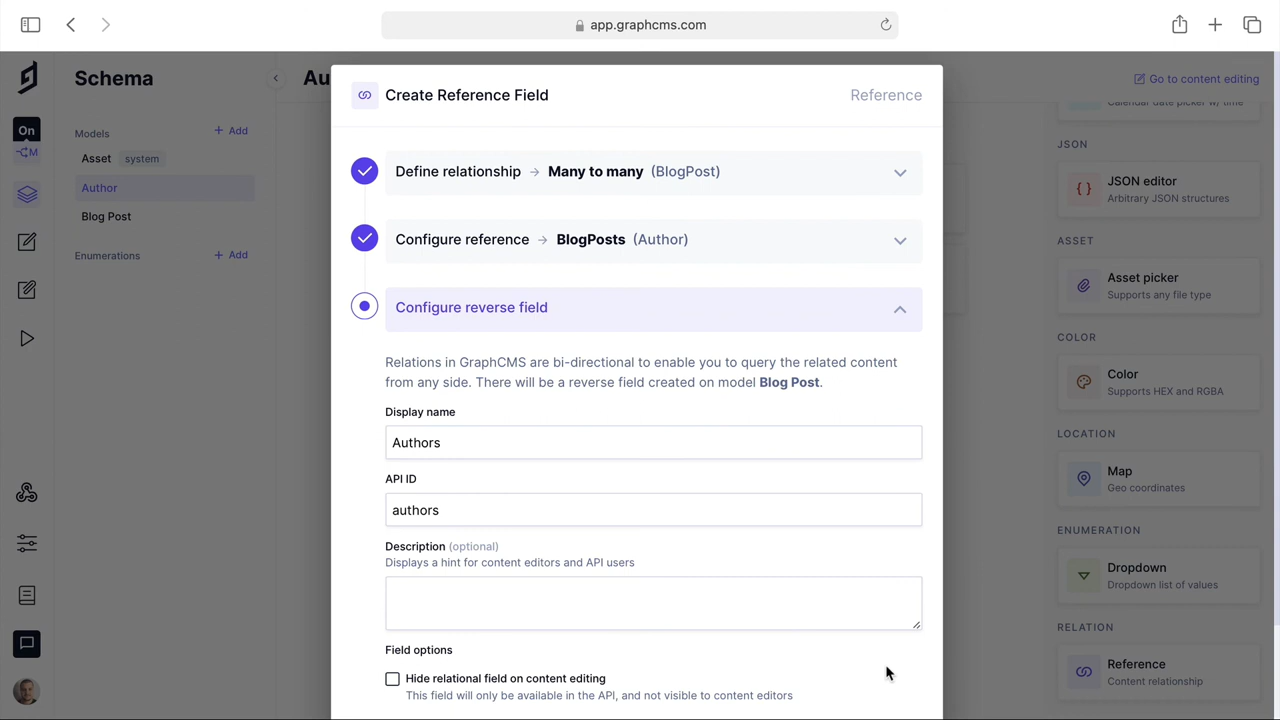 app.graphcms.com
Schema
Au
Go to content editing
Create Reference Field
Reference
On
M
Models
+ Add
Asset system
Author
Blog Post
Enumerations
+ Add
Define relationship → Many to many (BlogPost)
Configure reference → BlogPosts (Author)
Configure reverse field
Relations in GraphCMS are bi-directional to enable you to query the related content
from any side. There will be a reverse field created on model Blog Post.
Display name
Authors
API ID
authors
Description (optional)
Displays a hint for content editors and API users
Field options
Hide relational field on content editing
This field will only be available in the API, and not visible to content editors
Calendar date picker w/ time
JSON
JSON editor
Arbitrary JSON structures
ASSET
Asset picker
Supports any file type
COLOR
Color
Supports HEX and RGBA
LOCATION
Map
Geo coordinates
ENUMERATION
Dropdown
Dropdown list of values
RELATION
Reference
Content relationship